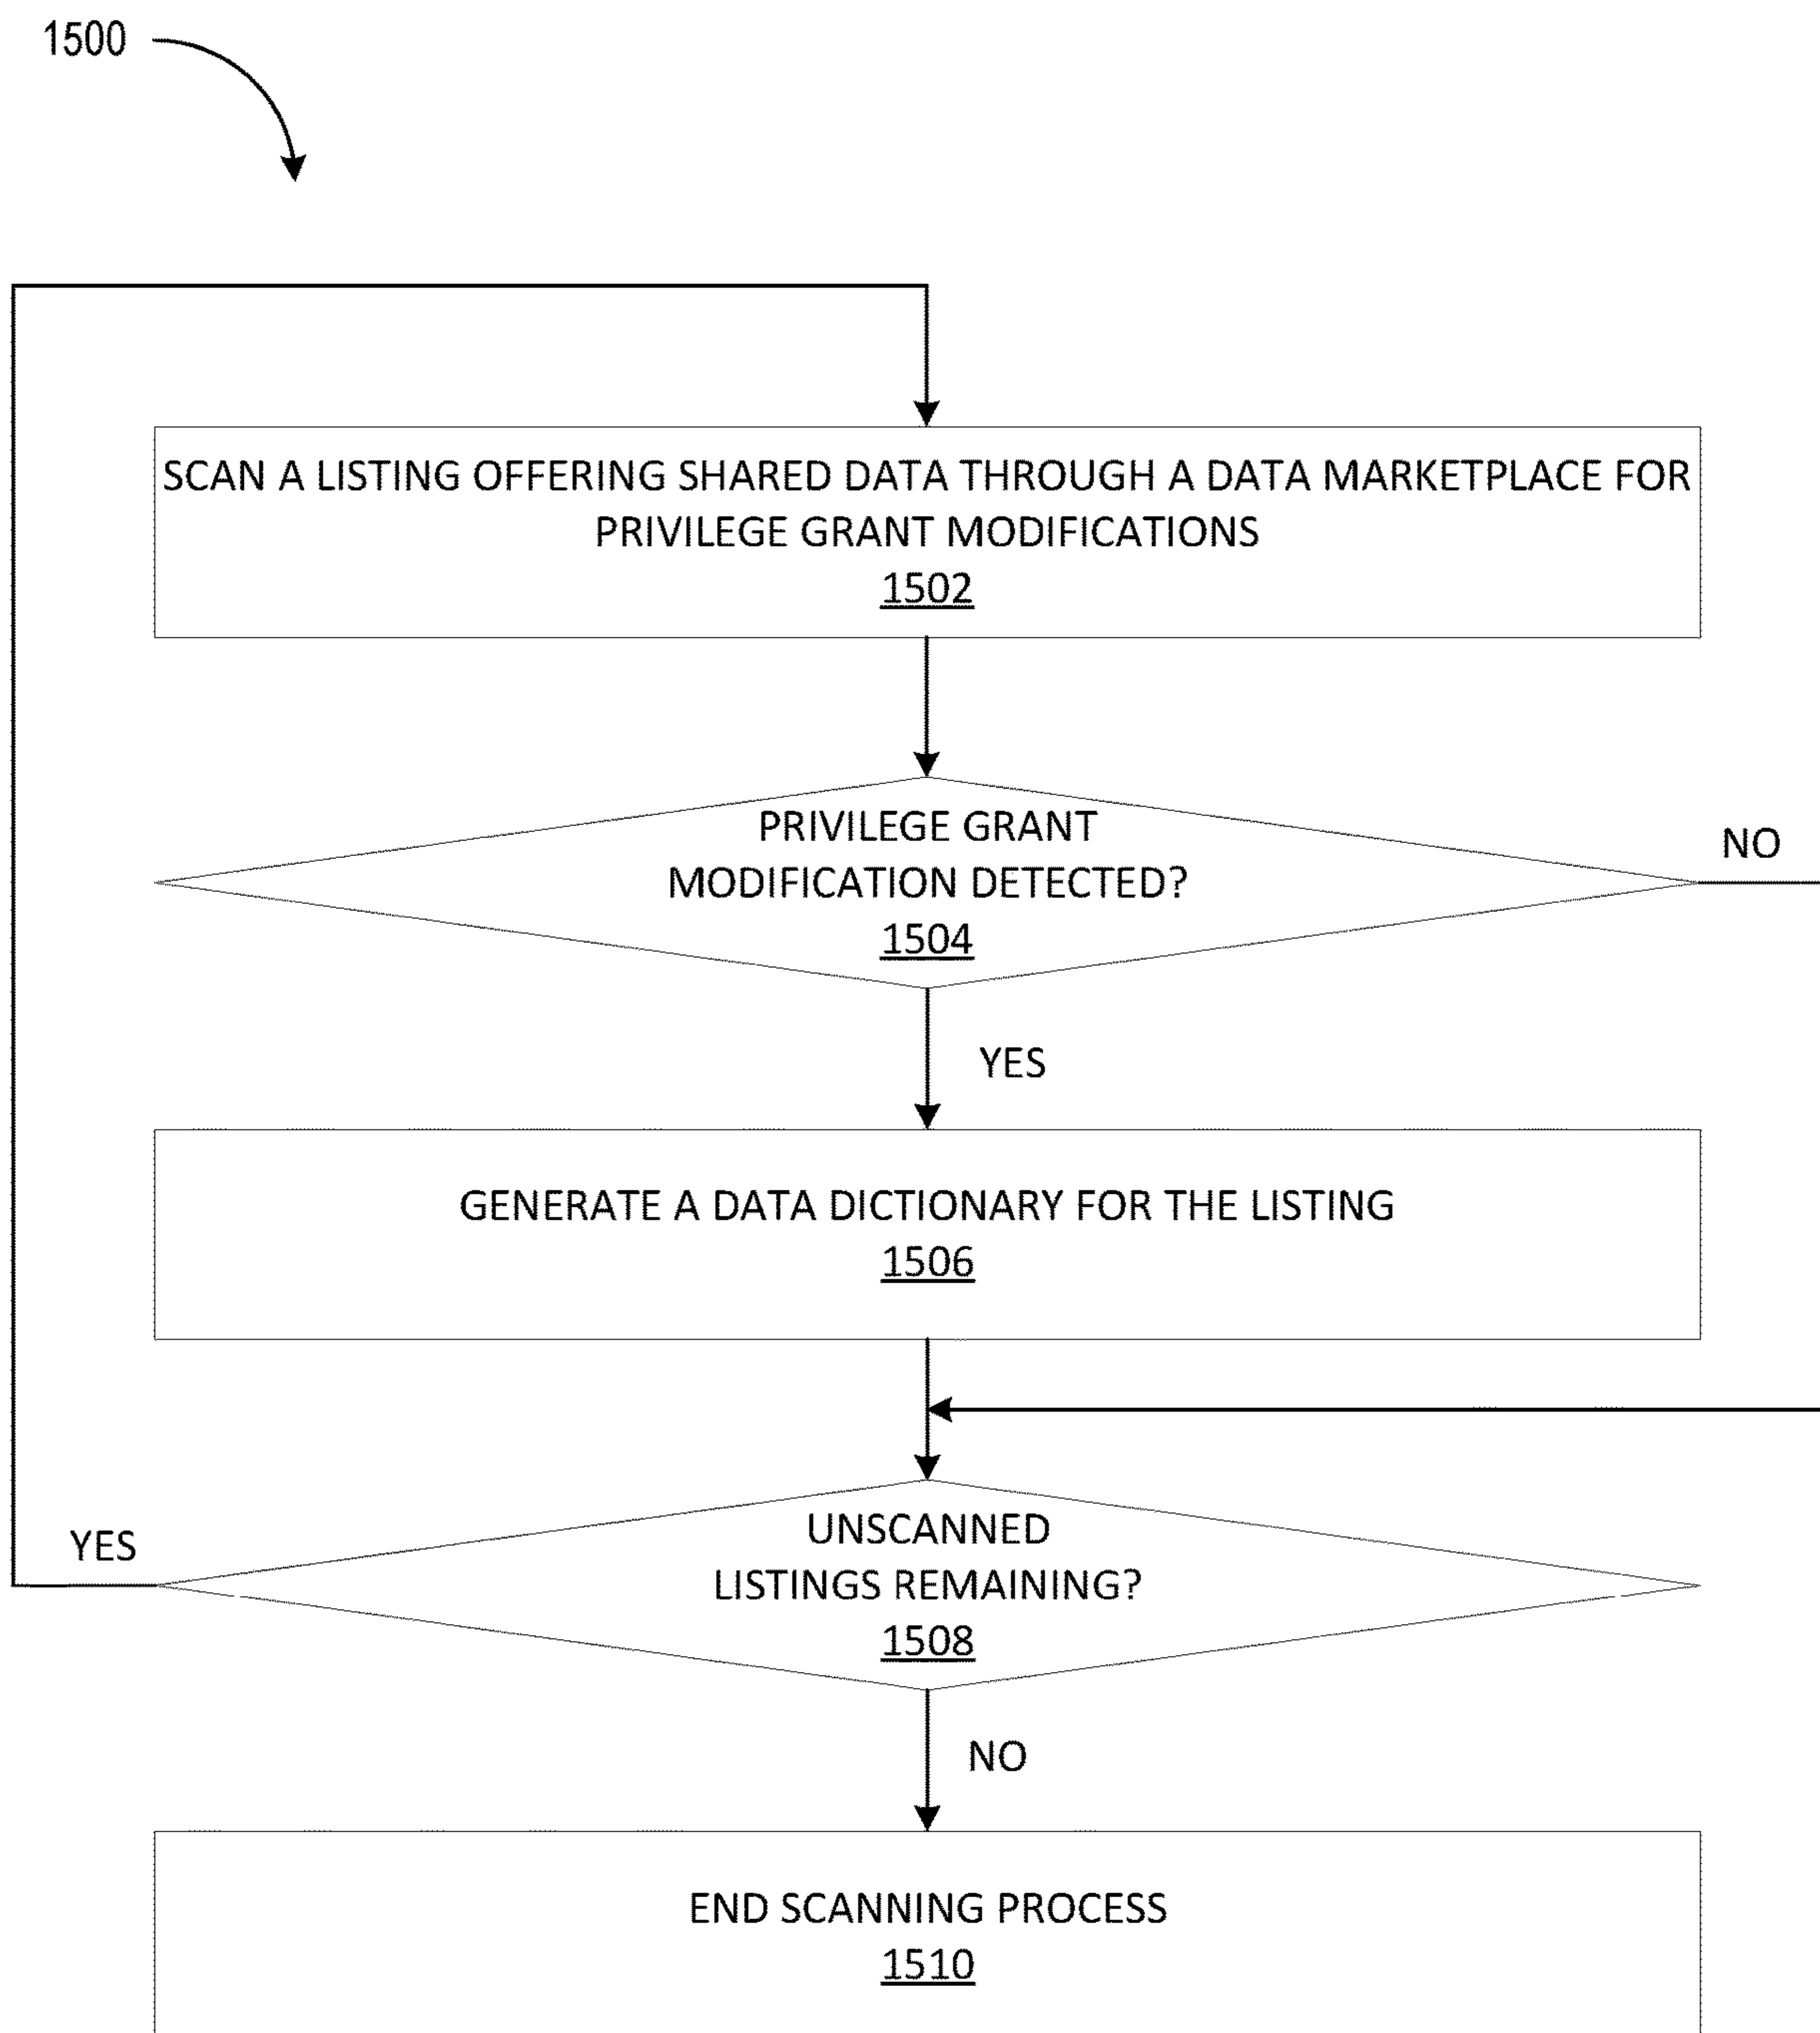 1500
SCAN A LISTING OFFERING SHARED DATA THROUGH A DATA MARKETPLACE FOR
PRIVILEGE GRANT MODIFICATIONS
1502
PRIVILEGE GRANT
MODIFICATION DETECTED?
1504
NO
YES
GENERATE A DATA DICTIONARY FOR THE LISTING
1506
YES
UNSCANNED
LISTINGS REMAINING?
1508
NO
END SCANNING PROCESS
1510